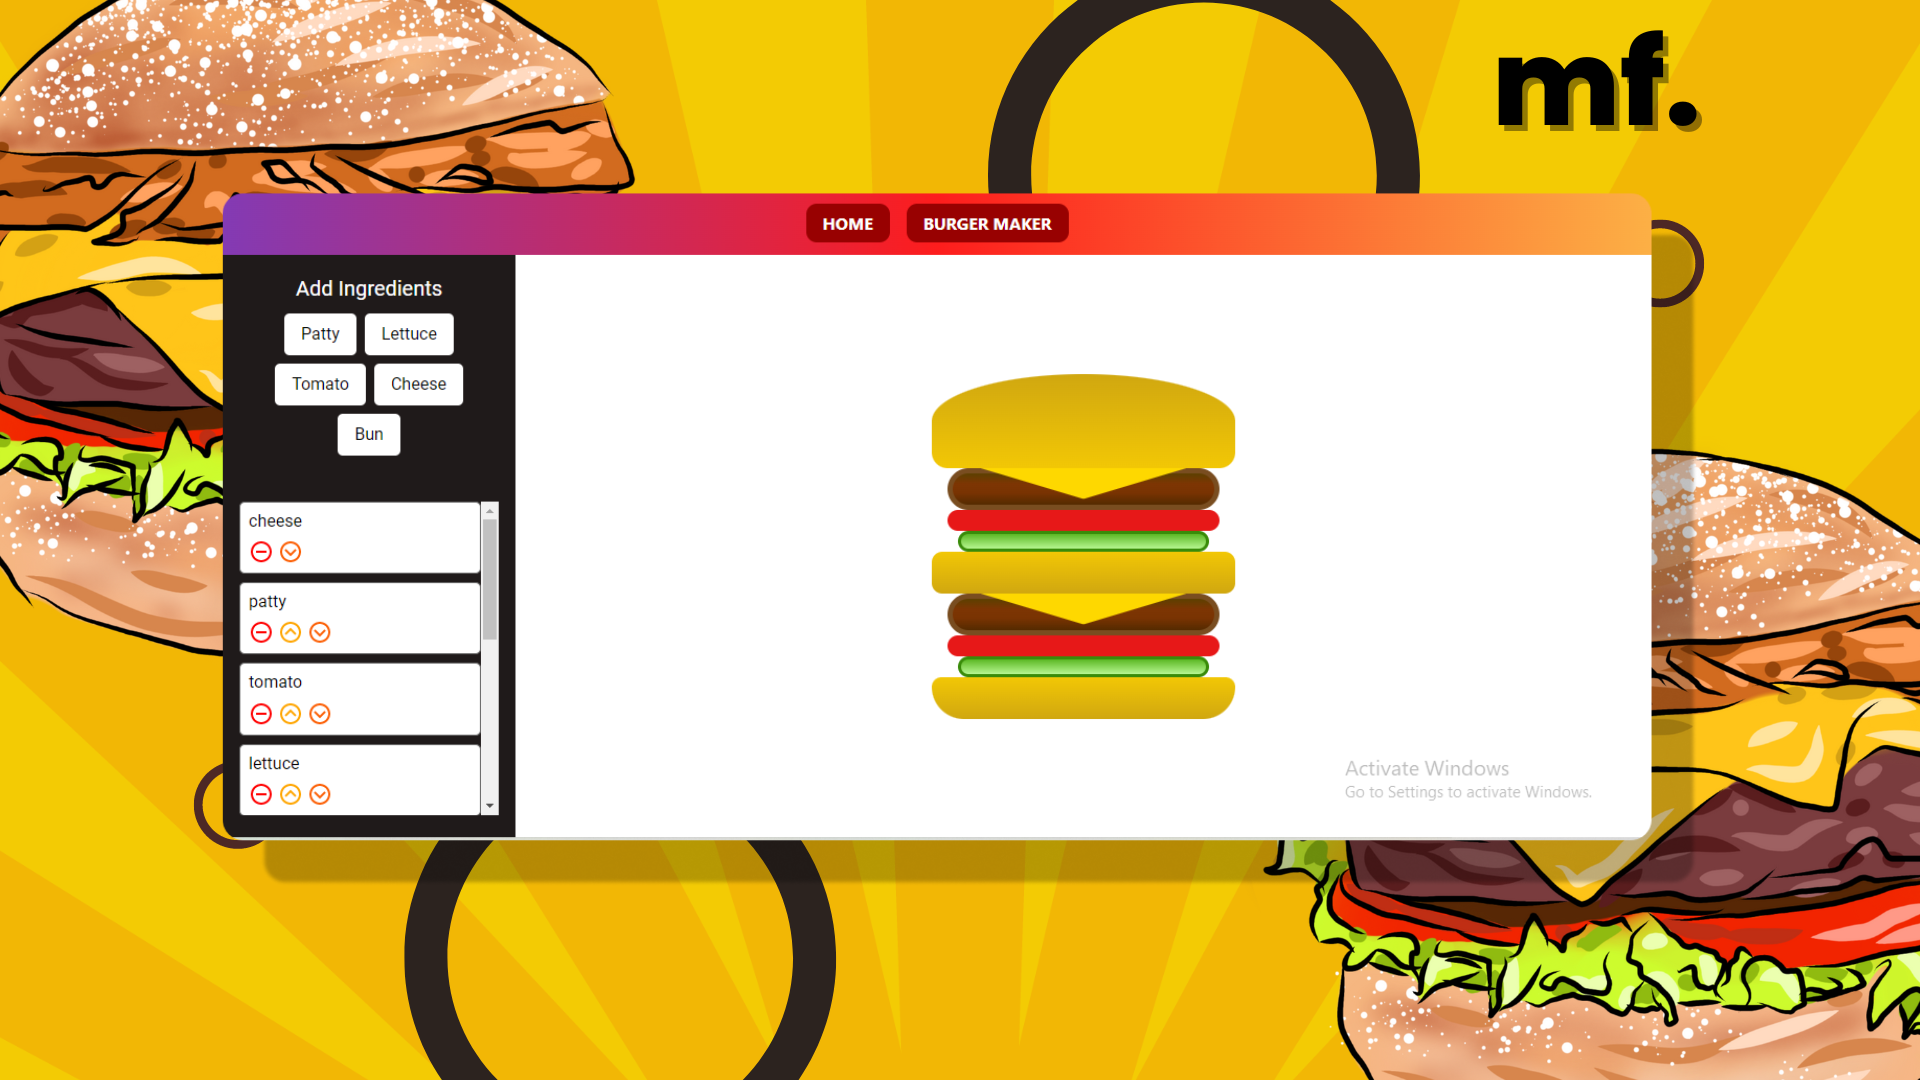 mf.
HOME
BURGER MAKER
Add Ingredients
Patty
Lettuce
Tomato
Cheese
Bun
cheese
patty
tomato
lettuce
Activate Windows
Go to Settings to activate Windows.